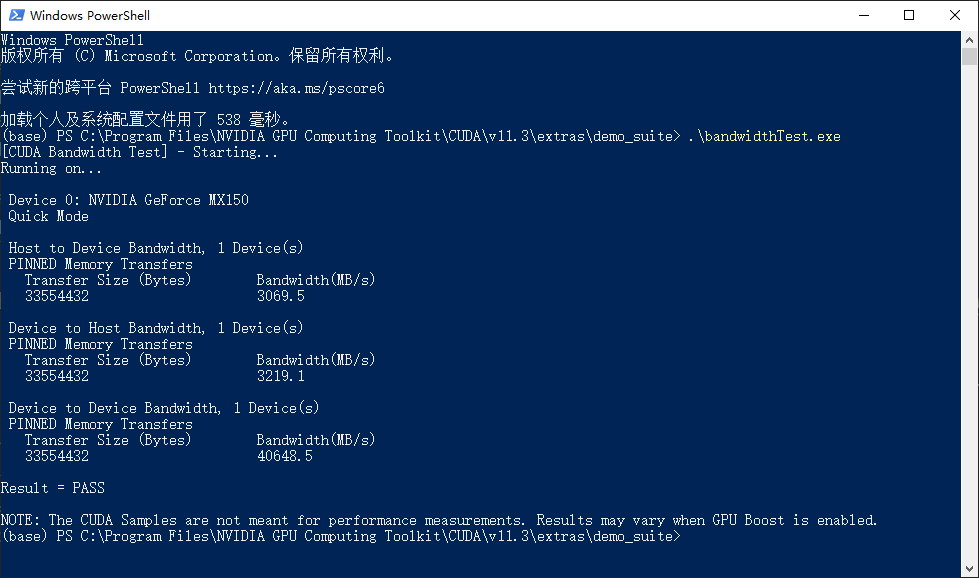 Windows PowerShell
Windows PowerShell
版权所有 (C) Microsoft Corporation。保留所有权利。
尝试新的跨平台 PowerShell https://aka.ms/pscore6
加载个人及系统配置文件用了 538 毫秒。
(base) PS C:\Program Files\NVIDIA GPU Computing Toolkit\CUDA\v11.3\extras\demo_suite> .\bandwidthTest.exe
[CUDA Bandwidth Test] - Starting...
Running on...
Device 0: NVIDIA GeForce MX150
Quick Mode
Host to Device Bandwidth, 1 Device(s)
PINNED Memory Transfers
Transfer Size (Bytes) Bandwidth(MB/s)
33554432 3069.5
Device to Host Bandwidth, 1 Device(s)
PINNED Memory Transfers
Transfer Size (Bytes) Bandwidth(MB/s)
33554432 3219.1
Device to Device Bandwidth, 1 Device(s)
PINNED Memory Transfers
Transfer Size (Bytes) Bandwidth(MB/s)
33554432 40648.5
Result = PASS
NOTE: The CUDA Samples are not meant for performance measurements. Results may vary when GPU Boost is enabled.
(base) PS C:\Program Files\NVIDIA GPU Computing Toolkit\CUDA\v11.3\extras\demo_suite>